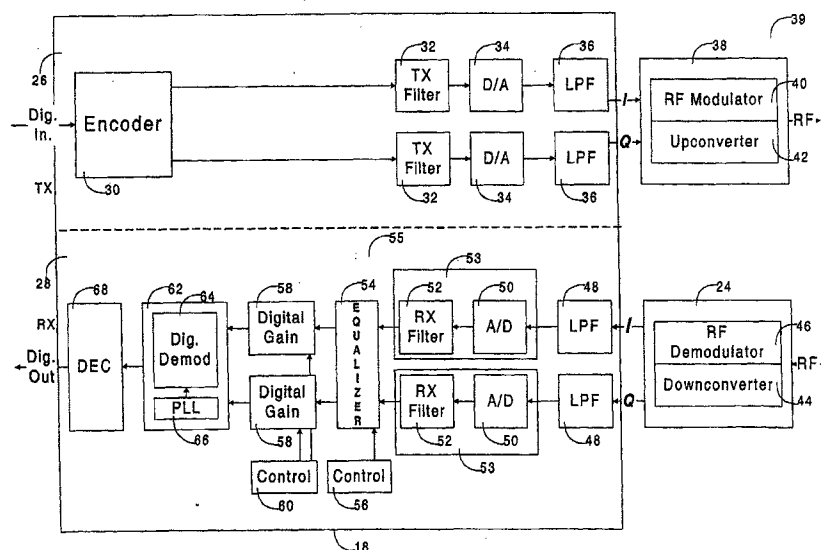 39
26
32
34
36
38
Encoder
TX Filter
D/A
LPF
I
RF Modulator
40
RF
Dig. In.
TX Filter
D/A
LPF
Q
Upconverter
42
30
32
34
36
TX
55
28
68
62
64
58
54
53
52
50
48
24
RX
Dig. Out
DEC
Dig. Demod
PLL
66
Digital Gain
Digital Gain
58
EQUALIZER
RX Filter
A/D
LPF
I
RF Demodulator
46
RF
Downconverter
44
RX Filter
A/D
LPF
Q
52
50
48
53
Control
60
Control
56
18